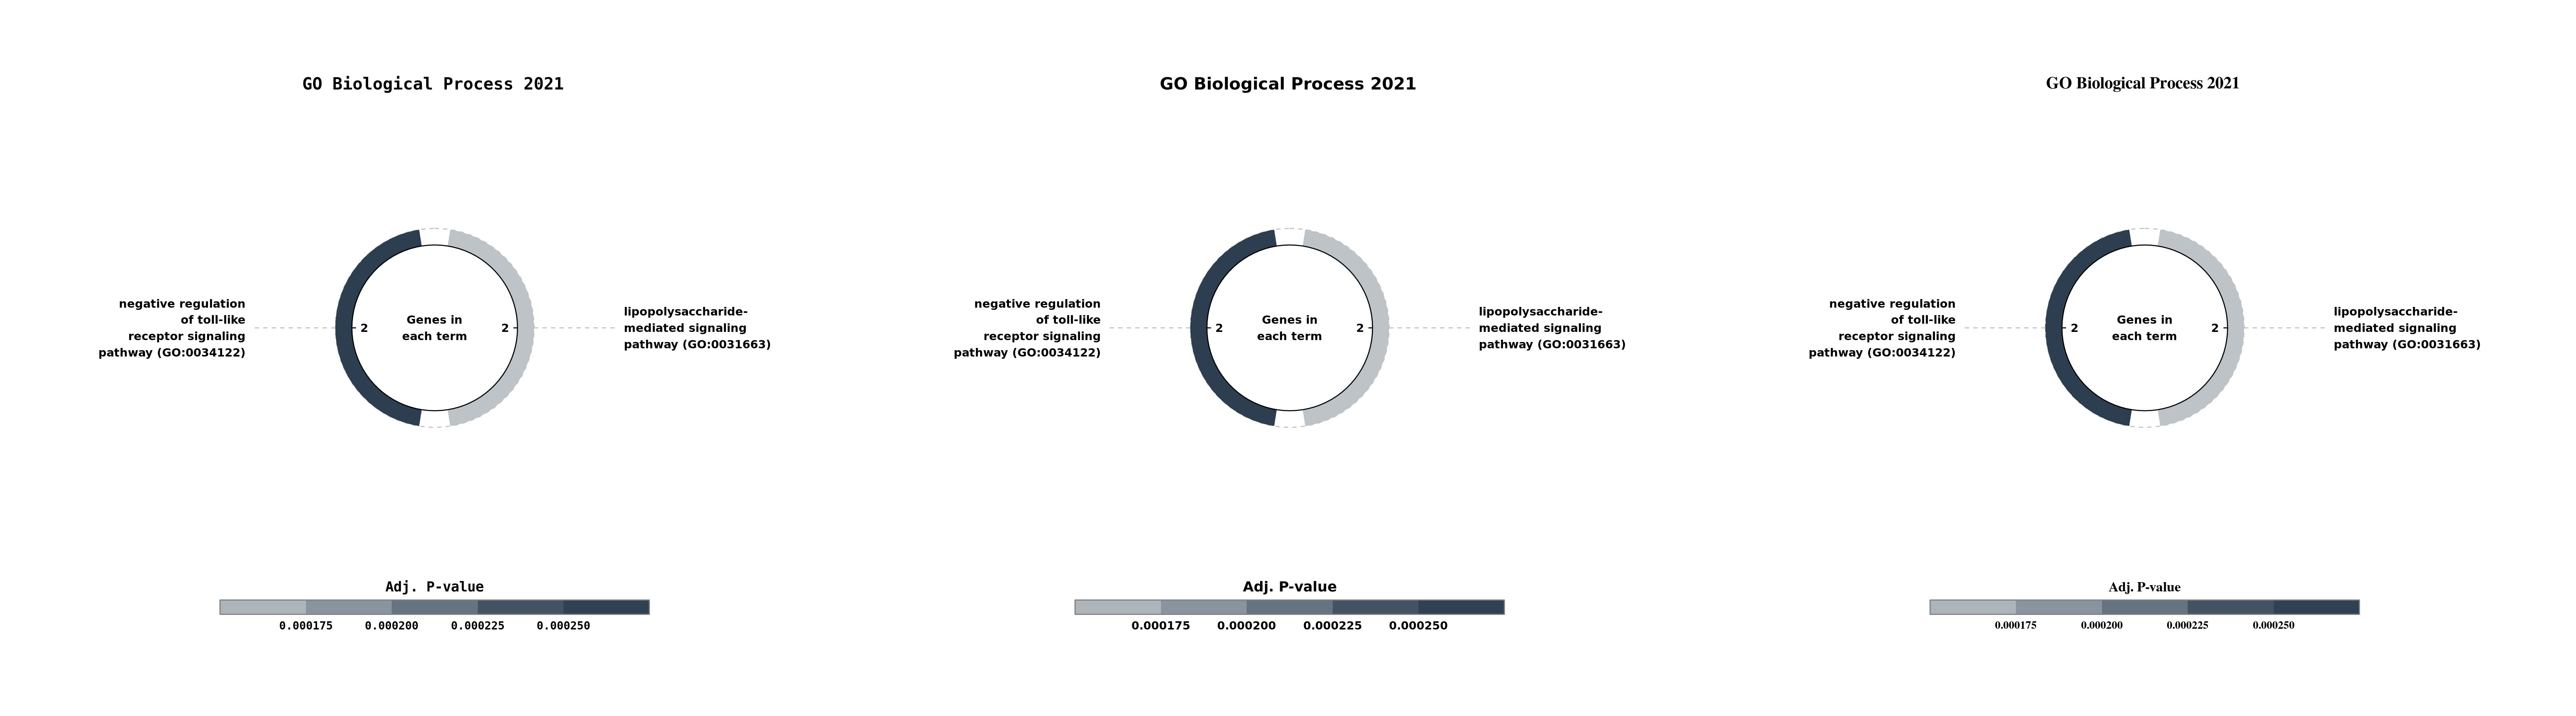 GO Biological Process 2021
negative regulation
of toll-like
receptor signaling
pathway (GO:0034122)
2
Genes in
each term
2
lipopolysaccharide-
mediated signaling
pathway (GO:0031663)
Adj. P-value
0.000175 0.000200 0.000225 0.000250
GO Biological Process 2021
negative regulation
of toll-like
receptor signaling
pathway (GO:0034122)
2
Genes in
each term
2
lipopolysaccharide-
mediated signaling
pathway (GO:0031663)
Adj. P-value
0.000175 0.000200 0.000225 0.000250
GO Biological Process 2021
negative regulation
of toll-like
receptor signaling
pathway (GO:0034122)
2
Genes in
each term
2
lipopolysaccharide-
mediated signaling
pathway (GO:0031663)
Adj. P-value
0.000175 0.000200 0.000225 0.000250